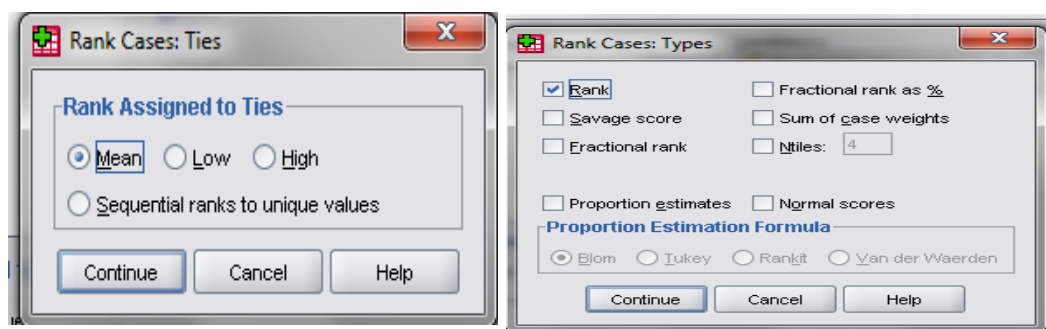 Rank Cases: Ties
Rank Assigned to Ties
Mean Low High
Sequential ranks to unique values
Continue Cancel Help
Rank Cases: Types
Rank Fractional rank as %
Savage score Sum of case weights
Fractional rank Ntiles: 4
Proportion estimates Normal scores
Proportion Estimation Formula
Blom Tukey Rankit Van der Waerden
Continue Cancel Help